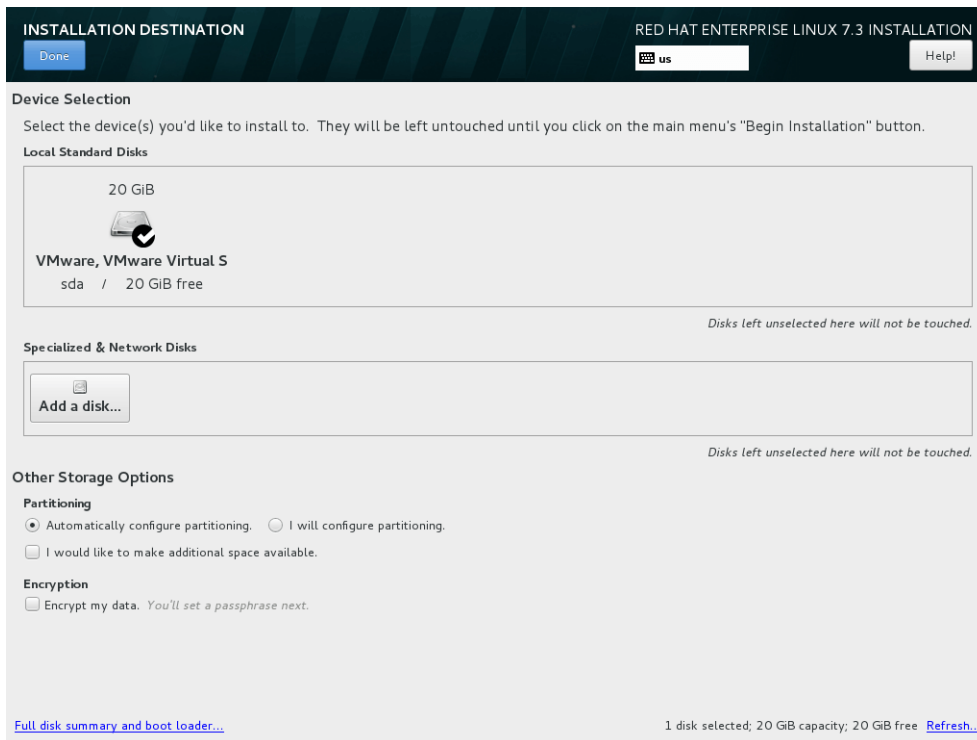 INSTALLATION DESTINATION
RED HAT ENTERPRISE LINUX 7.3 INSTALLATION
Done
us
Help!
Device Selection
Select the device(s) you'd like to install to. They will be left untouched until you click on the main menu's "Begin Installation" button.
Local Standard Disks
20 GiB
VMware, VMware Virtual S
sda / 20 GiB free
Disks left unselected here will not be touched.
Specialized & Network Disks
Add a disk...
Disks left unselected here will not be touched.
Other Storage Options
Partitioning
Automatically configure partitioning. I will configure partitioning.
I would like to make additional space available.
Encryption
Encrypt my data. You'll set a passphrase next.
Full disk summary and boot loader...
1 disk selected; 20 GiB capacity; 20 GiB free Refresh..